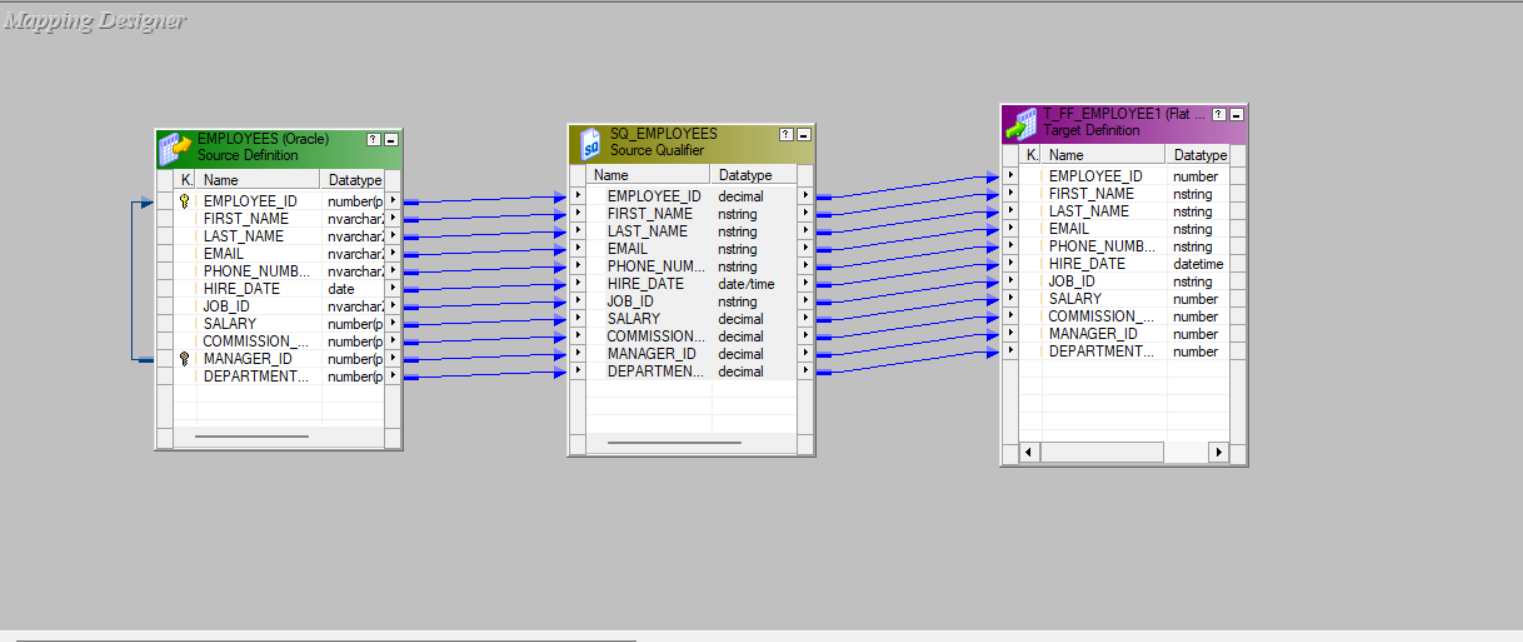 Mapping Designer
EMPLOYEES (Oracle)
Source Definition
K. Name Datatype
EMPLOYEE_ID number(p
FIRST_NAME nvarchar2
LAST_NAME nvarchar2
EMAIL nvarchar2
PHONE_NUMB... nvarchar2
HIRE_DATE date
JOB_ID nvarchar2
SALARY number(p
COMMISSION_... number(p
MANAGER_ID number(p
DEPARTMENT... number(p
SQ_EMPLOYEES
Source Qualifier
Name Datatype
EMPLOYEE_ID decimal
FIRST_NAME nstring
LAST_NAME nstring
EMAIL nstring
PHONE_NUM... nstring
HIRE_DATE date/time
JOB_ID nstring
SALARY decimal
COMMISSION... decimal
MANAGER_ID decimal
DEPARTMEN... decimal
T_FF_EMPLOYEE1 (Flat ...
Target Definition
K. Name Datatype
EMPLOYEE_ID number
FIRST_NAME nstring
LAST_NAME nstring
EMAIL nstring
PHONE_NUMB... nstring
HIRE_DATE datetime
JOB_ID nstring
SALARY number
COMMISSION_... number
MANAGER_ID number
DEPARTMENT... number